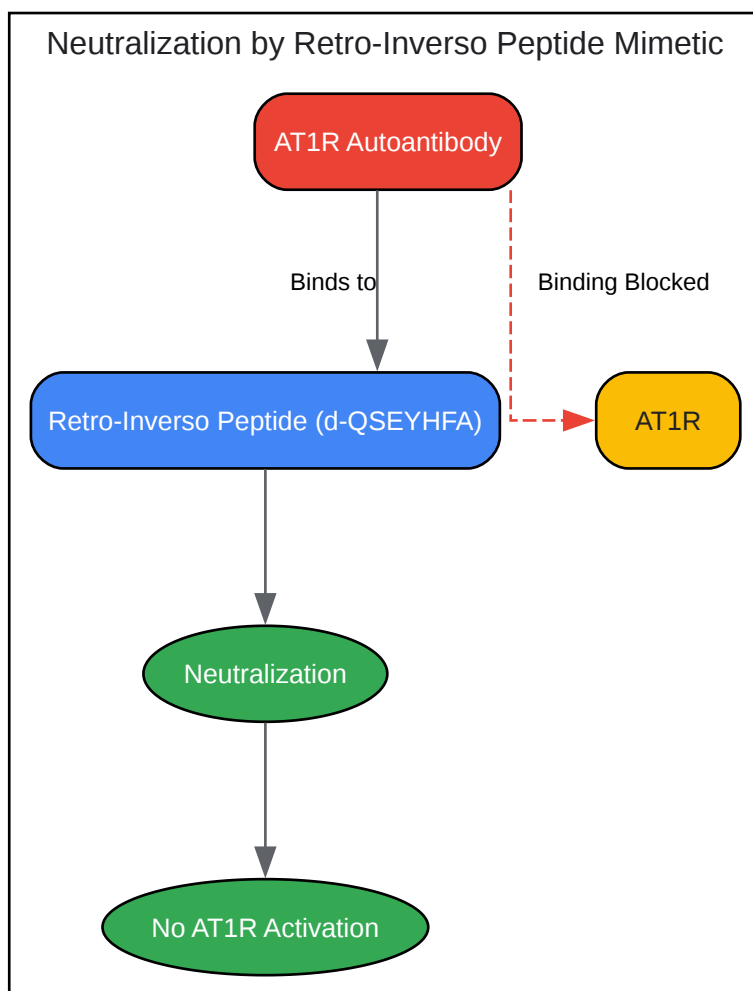 Neutralization by Retro-Inverso Peptide Mimetic
AT1R Autoantibody
Binds to
Binding Blocked
Retro-Inverso Peptide (d-QSEYHFA)
AT1R
Neutralization
No AT1R Activation